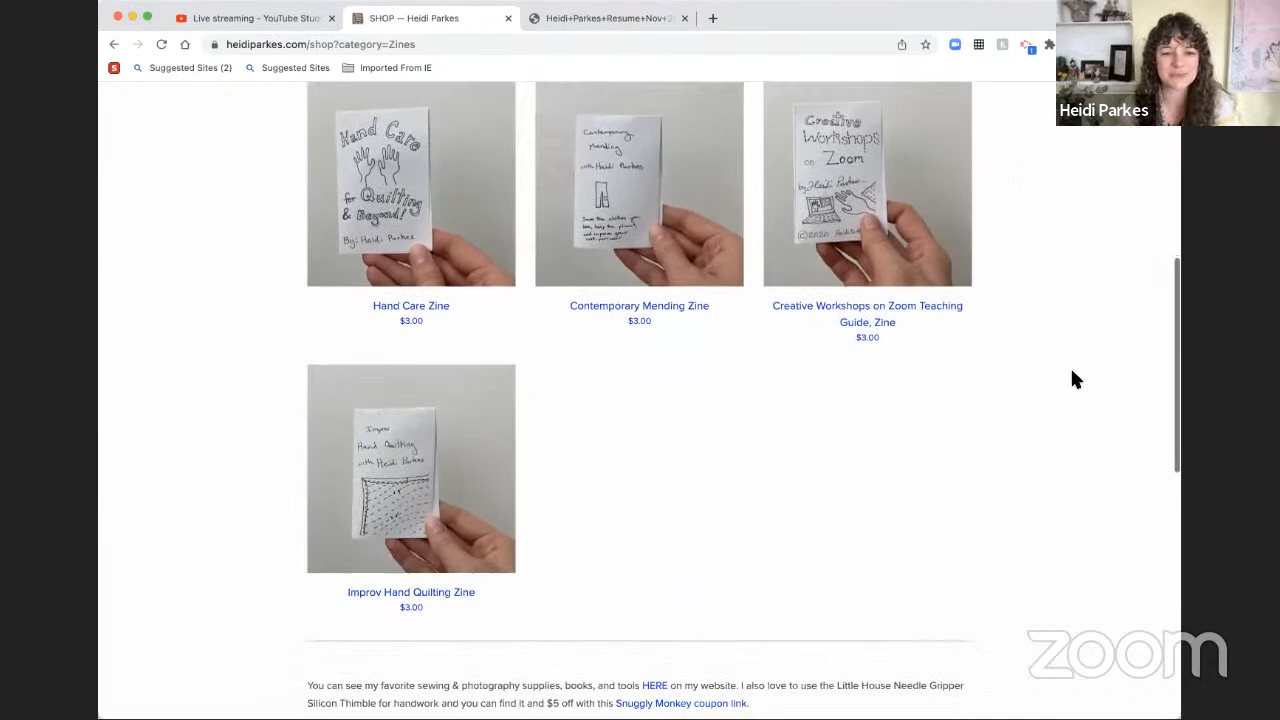 Live streaming - YouTube Stu
SHOP — Heidi Parkes
Heidi+Parkes+Resume+Nov+2
heidiparkes.com/shop?category=Zines
Suggested Sites (2)
Suggested Sites
Imported From IE
Heidi Parkes
Hand Care
for Quilting
& Beyond!
By: Heidi Parkes
Contemporary
Mending
with Heidi Parkes
Creative
Workshops
on Zoom
by Heidi Parkes
(c)2020
Hand Care Zine
$3.00
Contemporary Mending Zine
$3.00
Creative Workshops on Zoom Teaching
Guide, Zine
$3.00
Improv
Hand Quilting
with Heidi Parkes
Improv Hand Quilting Zine
$3.00
You can see my favorite sewing & photography supplies, books, and tools HERE on my website. I also love to use the Little House Needle Gripper
Silicon Thimble for handwork and you can find it and $5 off with this Snuggly Monkey coupon link.
zoom